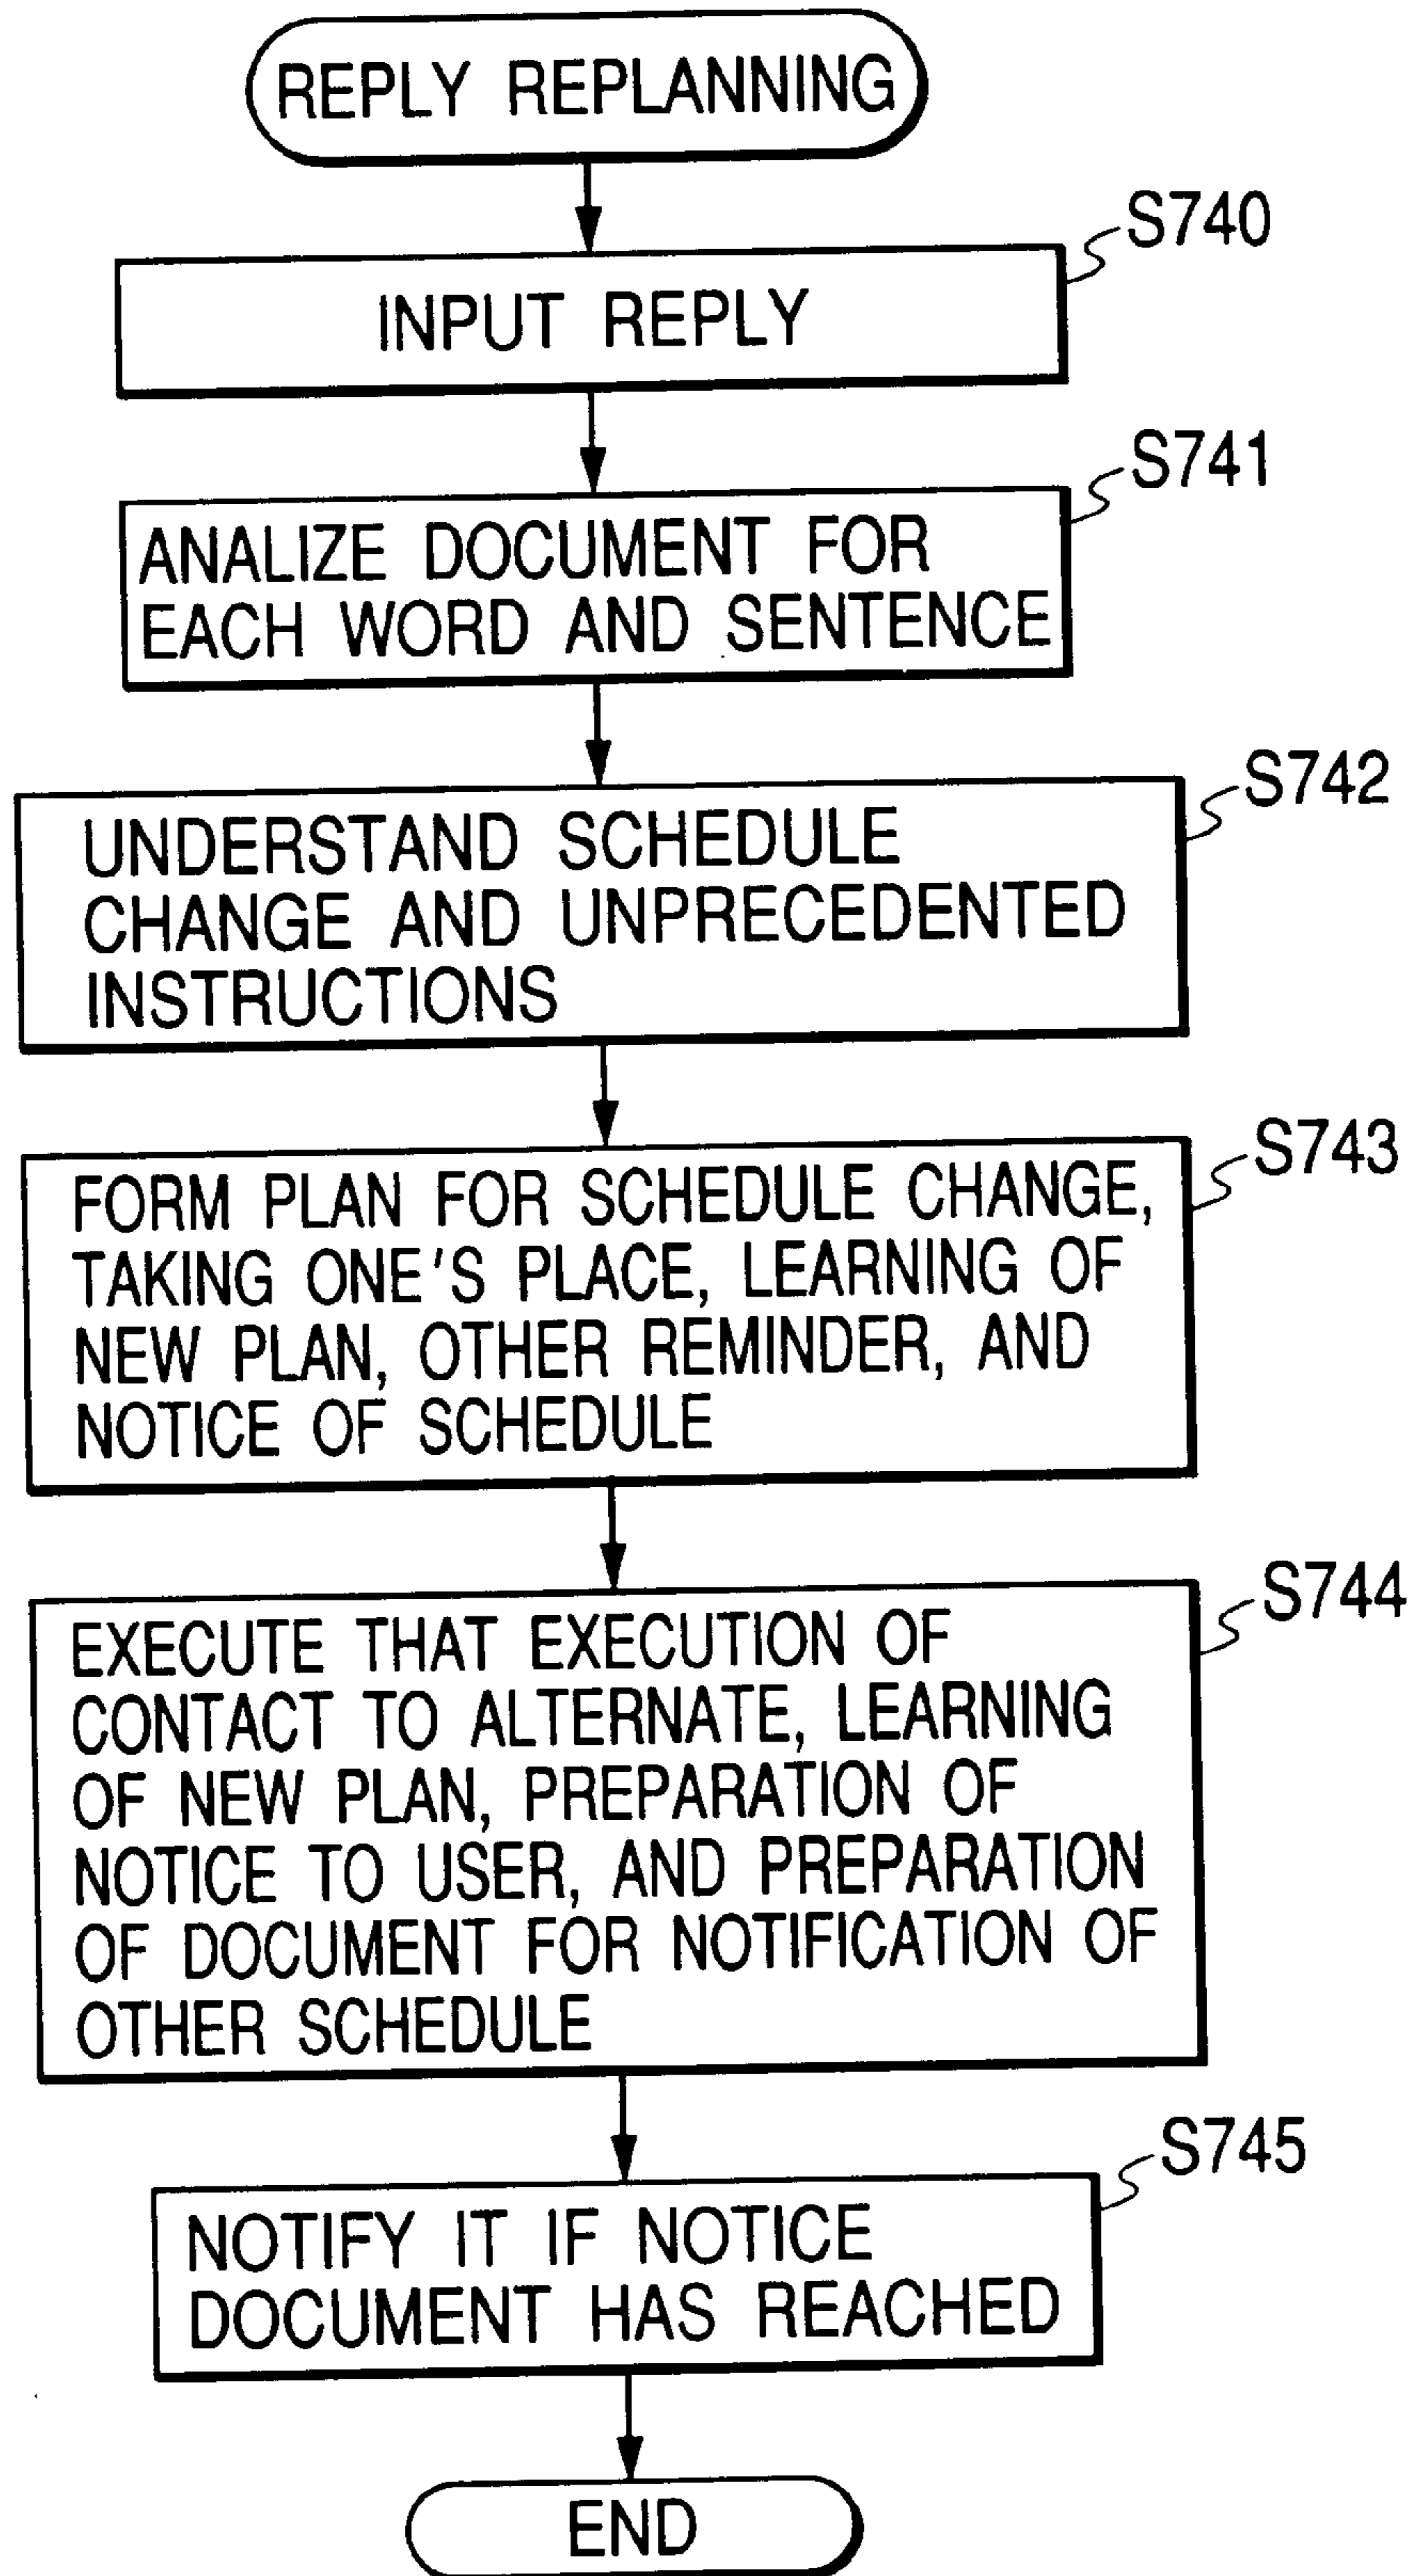 REPLY REPLANNING
S740
INPUT REPLY
S741
ANALIZE DOCUMENT FOR
EACH WORD AND SENTENCE
S742
UNDERSTAND SCHEDULE
CHANGE AND UNPRECEDENTED
INSTRUCTIONS
S743
FORM PLAN FOR SCHEDULE CHANGE,
TAKING ONE'S PLACE, LEARNING OF
NEW PLAN, OTHER REMINDER, AND
NOTICE OF SCHEDULE
S744
EXECUTE THAT EXECUTION OF
CONTACT TO ALTERNATE, LEARNING
OF NEW PLAN, PREPARATION OF
NOTICE TO USER, AND PREPARATION
OF DOCUMENT FOR NOTIFICATION OF
OTHER SCHEDULE
S745
NOTIFY IT IF NOTICE
DOCUMENT HAS REACHED
END